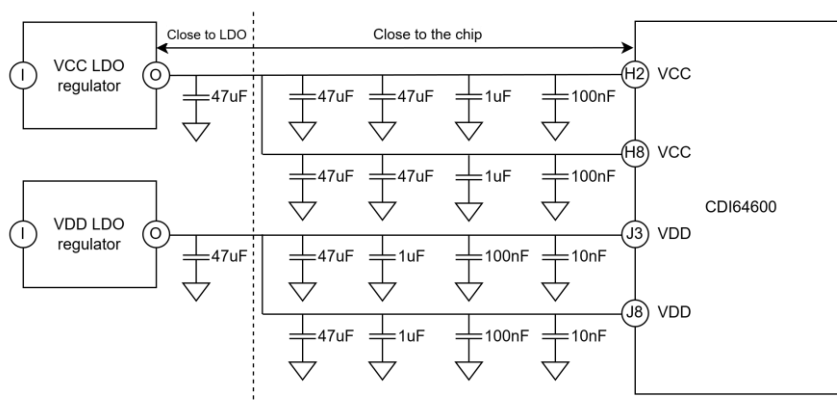 Close to LDO
Close to the chip
VCC LDO
regulator
I
O
47uF
47uF
47uF
1uF
100nF
H2
VCC
47uF
47uF
1uF
100nF
H8
VCC
CDI64600
VDD LDO
regulator
I
O
47uF
47uF
1uF
100nF
10nF
J3
VDD
47uF
1uF
100nF
10nF
J8
VDD